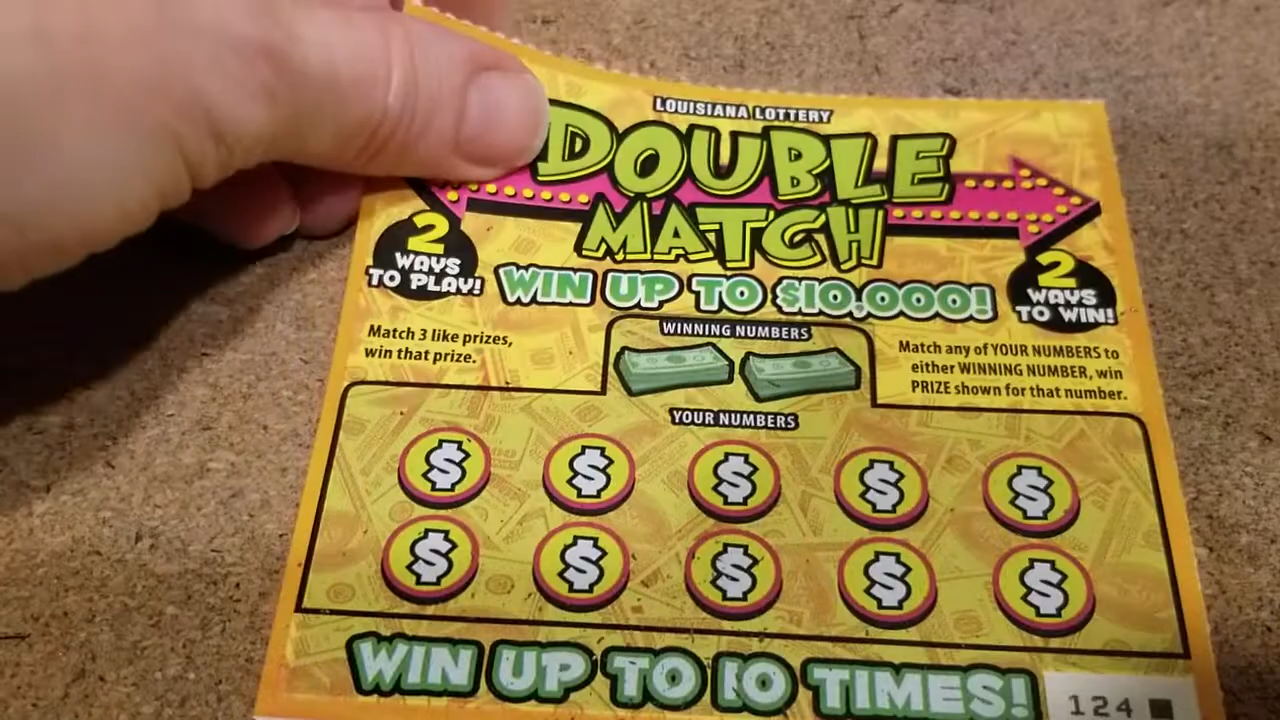 LOUISIANA LOTTERY
DOUBLE
MATCH
2
WAYS
TO PLAY!
WIN UP TO $10,000!
2
WAYS
TO WIN!
Match 3 like prizes,
win that prize.
WINNING NUMBERS
Match any of YOUR NUMBERS to
either WINNING NUMBER, win
PRIZE shown for that number.
YOUR NUMBERS
$ $ $ $ $
$ $ $ $ $
WIN UP TO 10 TIMES!
124